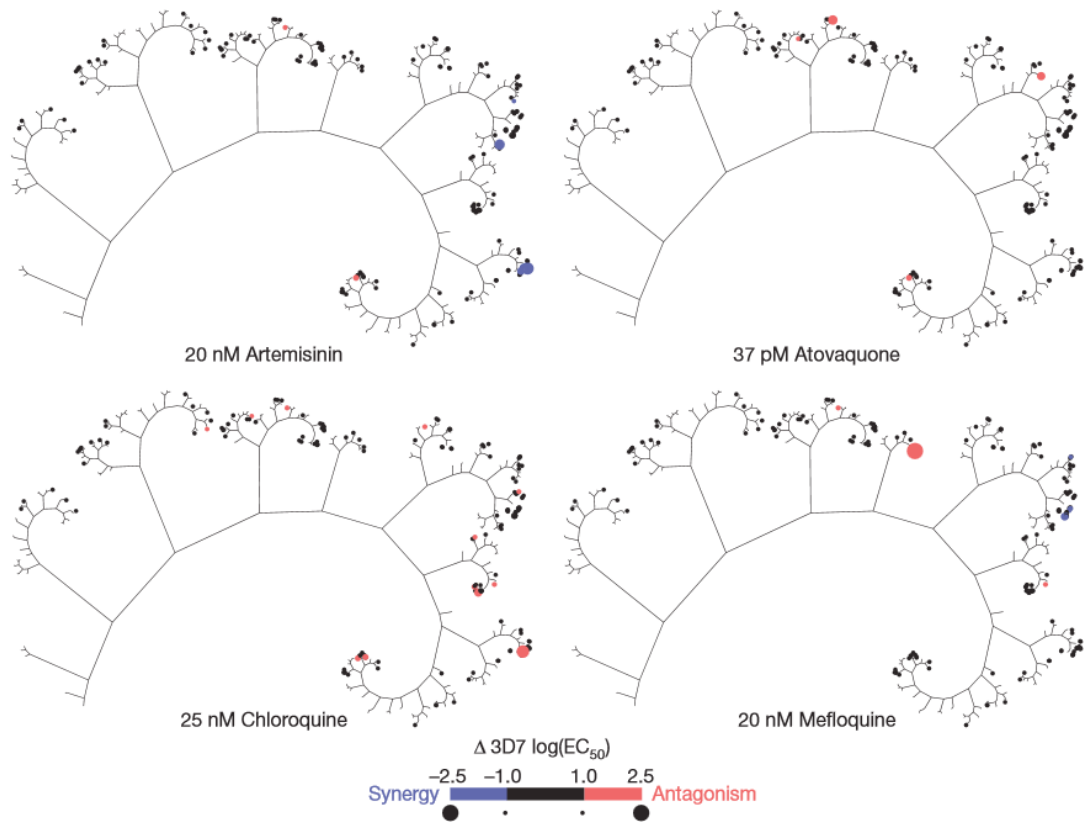 20 nM Artemisinin
37 pM Atovaquone
25 nM Chloroquine
20 nM Mefloquine
Δ 3D7 log(EC50)
−2.5 −1.0 1.0 2.5
Synergy Antagonism